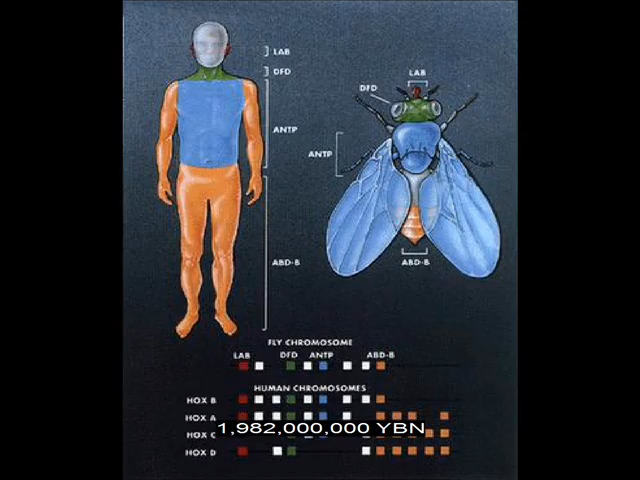 LAB
DFD
ANTP
ABD-B
LAB
DFD
ANTP
ABD-B
FLY CHROMOSOME
LAB DFD ANTP ABD-B
HUMAN CHROMOSOMES
HOX B
HOX A
HOX C
1,982,000,000 YBN
HOX D